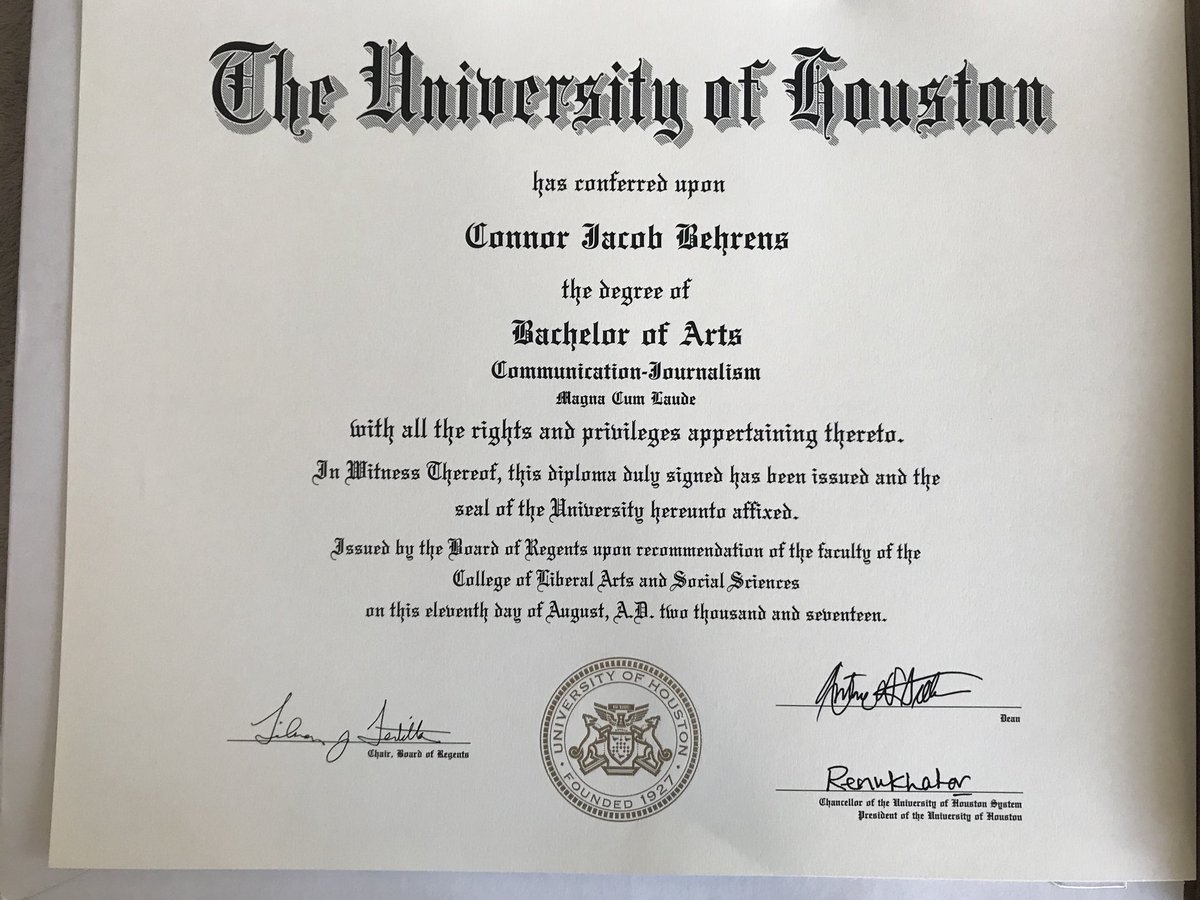 The University of Houston
has conferred upon
Connor Jacob Behrens
the degree of
Bachelor of Arts
Communication-Journalism
Magna Cum Laude
with all the rights and privileges appertaining thereto.
In Witness Thereof, this diploma duly signed has been issued and the
seal of the University hereunto affixed.
Issued by the Board of Regents upon recommendation of the faculty of the
College of Liberal Arts and Social Sciences
on this eleventh day of August, A.D. two thousand and seventeen.
Tilman J Fertitta
Chair, Board of Regents
UNIVERSITY OF HOUSTON
FOUNDED 1927
Dean
Renu Khator
Chancellor of the University of Houston System
President of the University of Houston